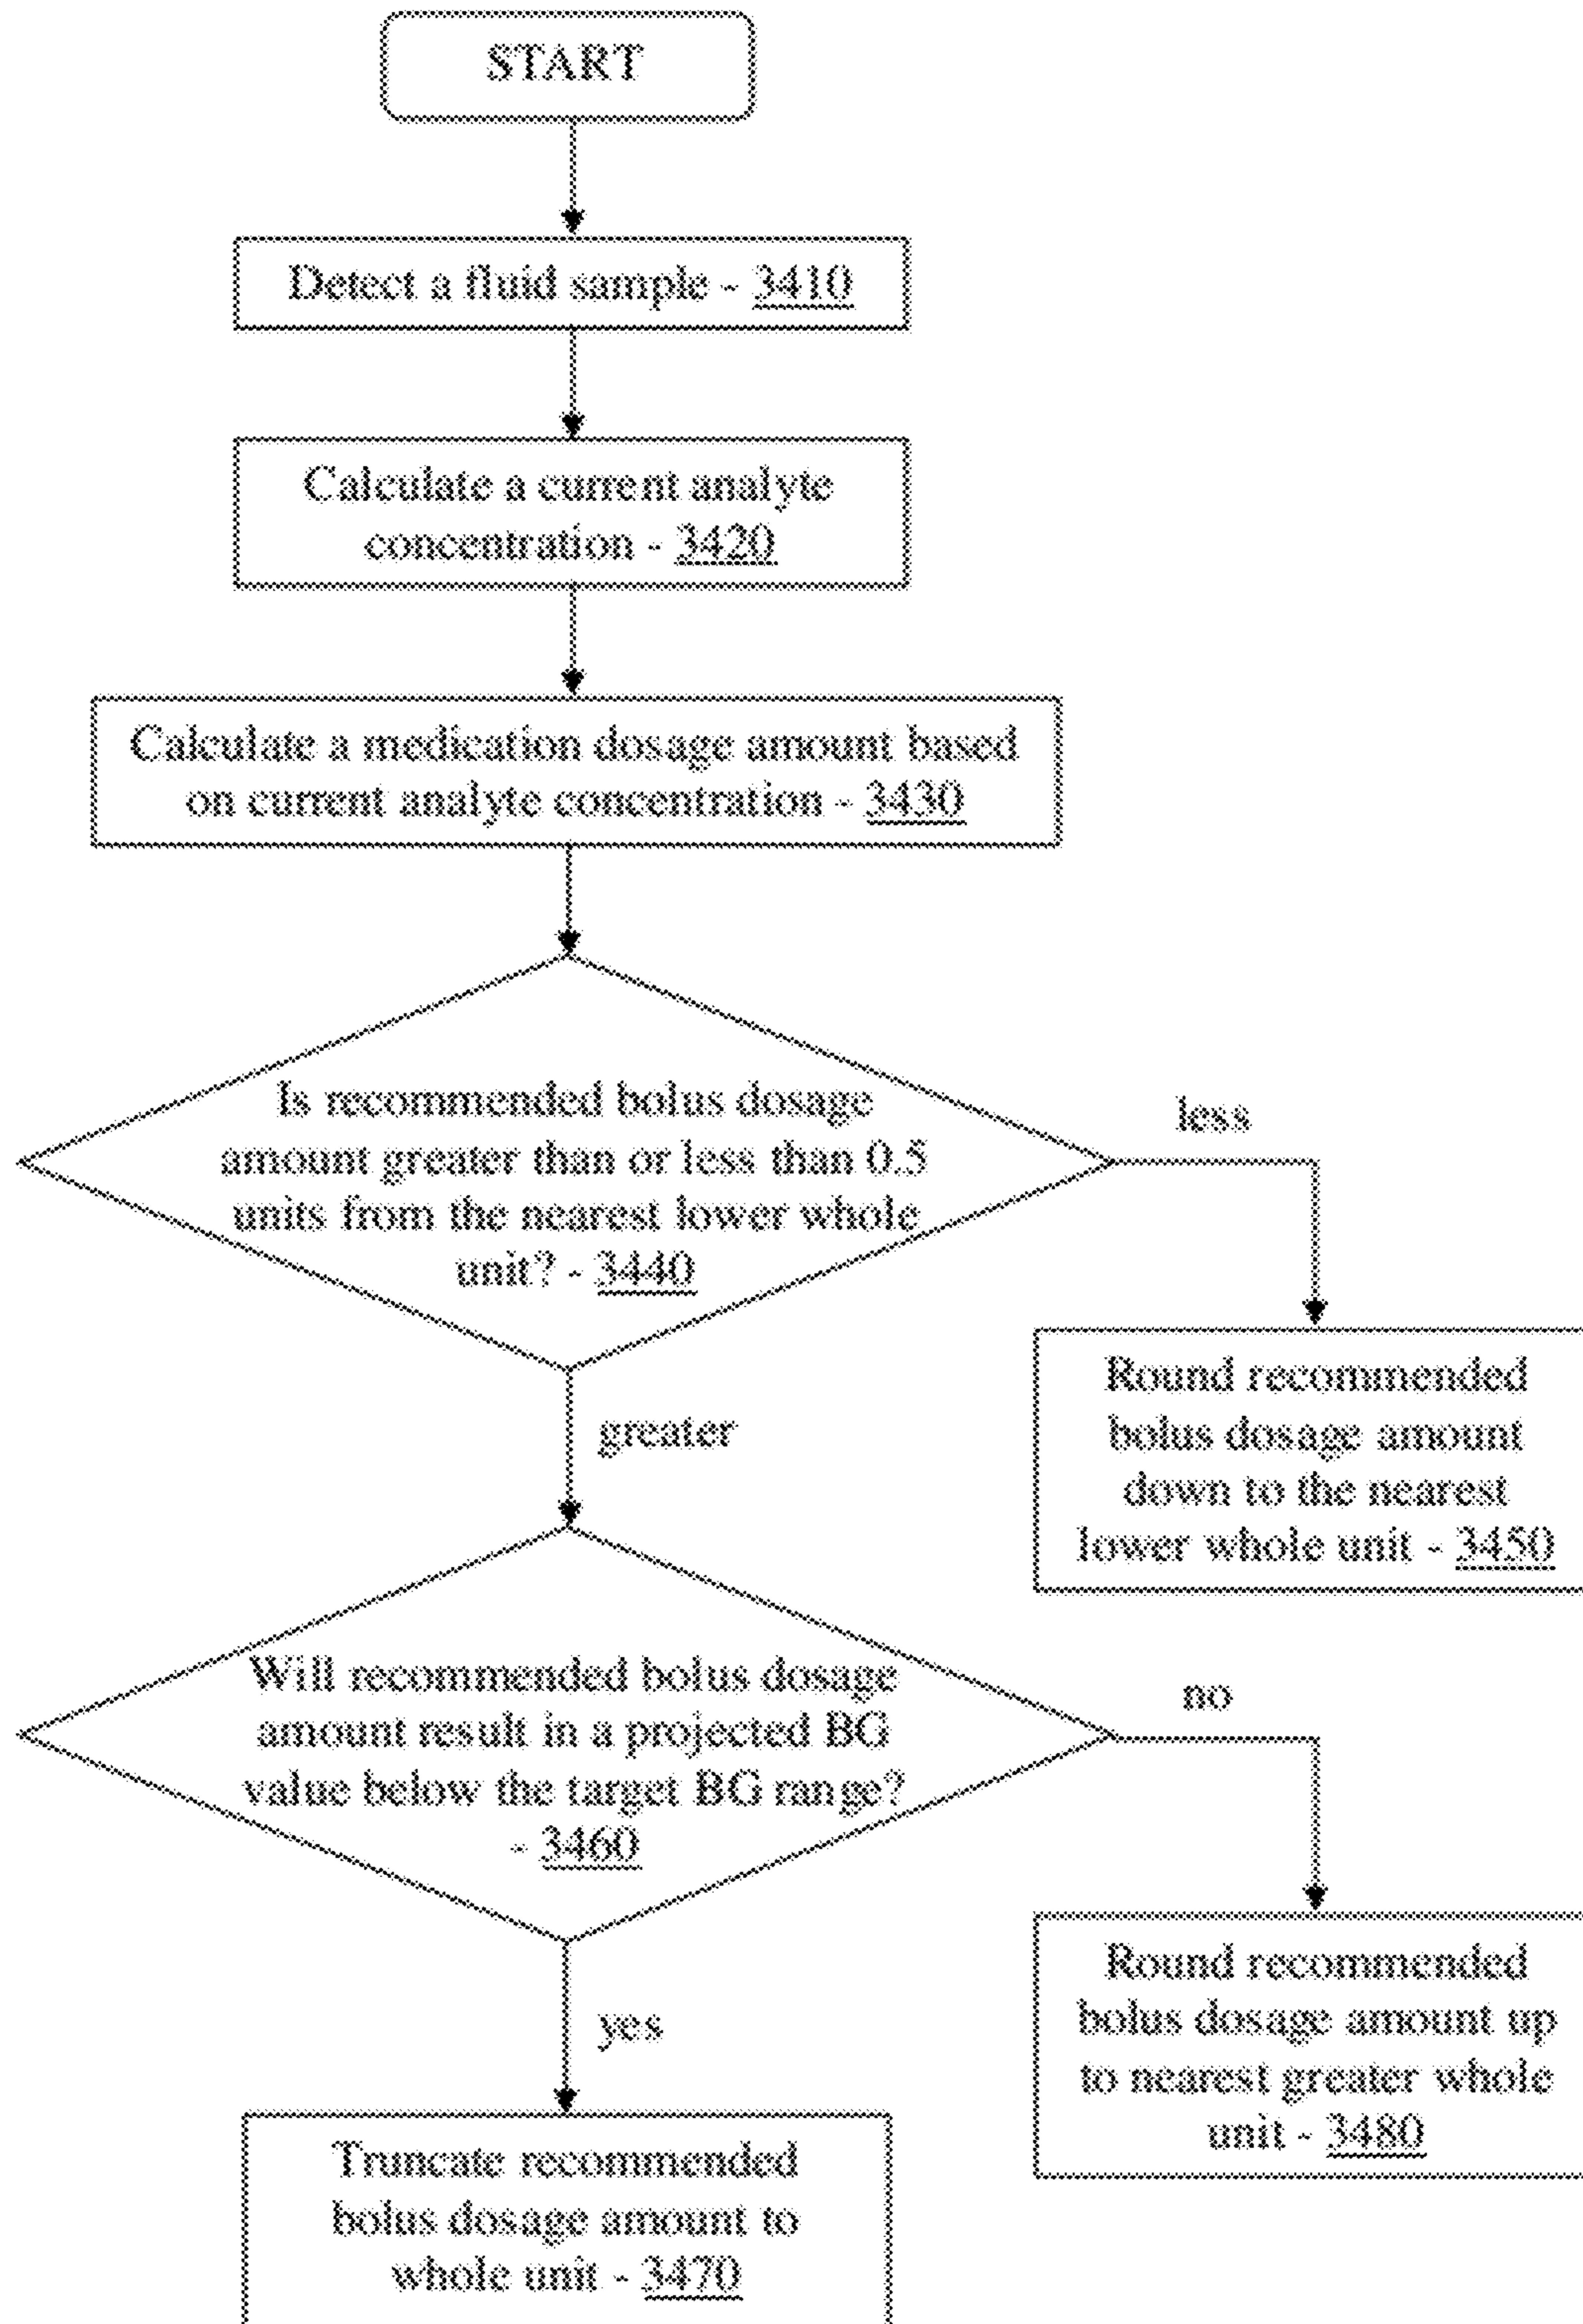 START
Detect a fluid sample - 3410
Calculate a current analyte
concentration - 3420
Calculate a medication dosage amount based
on current analyte concentration - 3430
Is recommended bolus dosage
amount greater than or less than 0.5
units from the nearest lower whole
unit? - 3440
less
Round recommended
bolus dosage amount
down to the nearest
lower whole unit - 3450
greater
Will recommended bolus dosage
amount result in a projected BG
value below the target BG range?
- 3460
no
Round recommended
bolus dosage amount up
to nearest greater whole
unit - 3480
yes
Truncate recommended
bolus dosage amount to
whole unit - 3470